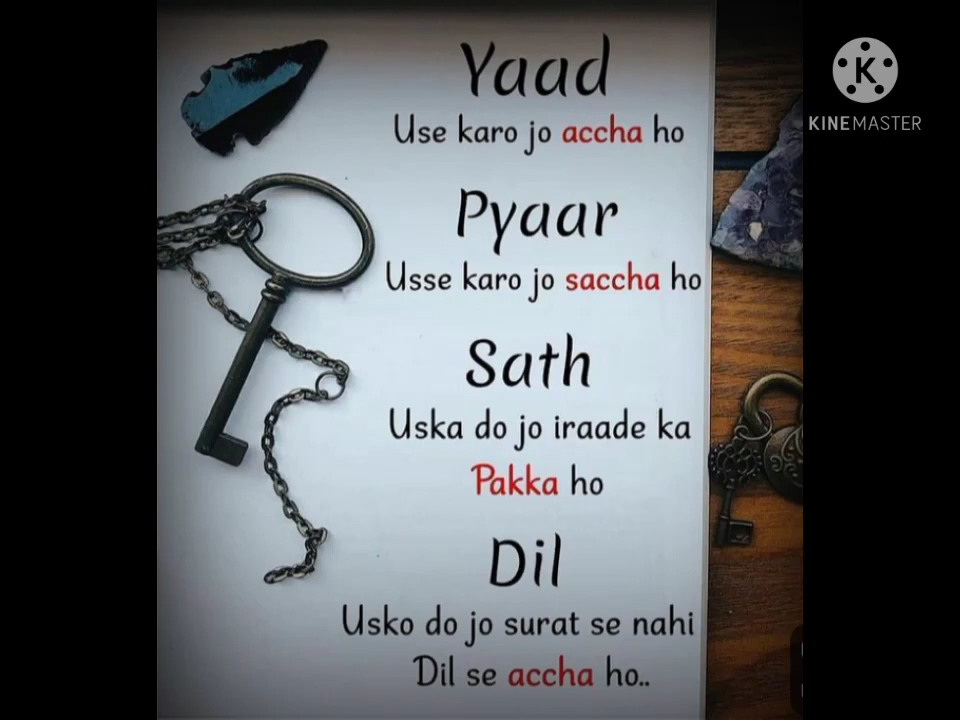 Yaad
Use karo jo accha ho
Pyaar
Usse karo jo saccha ho
Sath
Uska do jo iraade ka
Pakka ho
Dil
Usko do jo surat se nahi
Dil se accha ho..
K
KINEMASTER